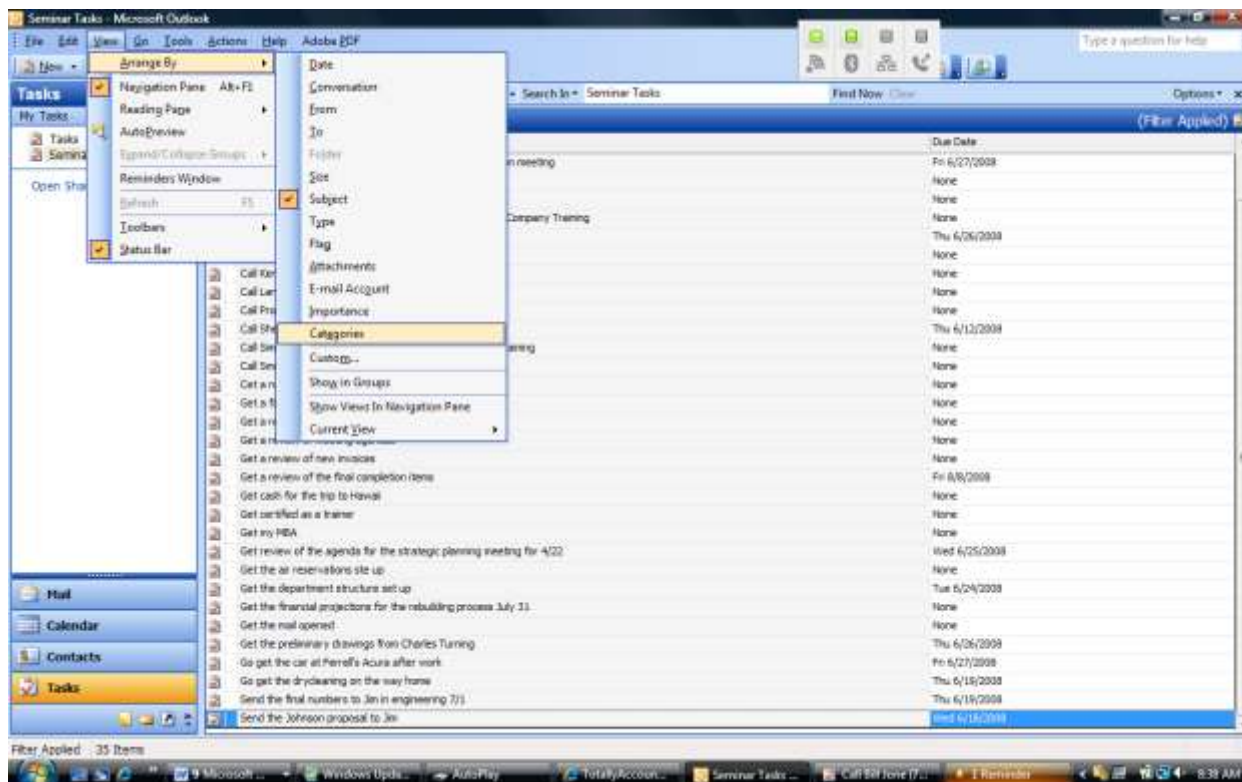 Seminar Tasks - Microsoft Outlook
File Edit View Go Tools Actions Help Adobe PDF
Type a question for help
New
Arrange By
Navigation Pane Alt+F1
Reading Pane
AutoPreview
Expand/Collapse Groups
Reminders Window
Refresh F5
Toolbars
Status Bar
Date
Conversation
From
To
Folder
Size
Subject
Type
Flag
Attachments
E-mail Account
Importance
Categories
Custom...
Show in Groups
Show Views In Navigation Pane
Current View
Search In Seminar Tasks Find Now Clear Options
Tasks
(Filter Applied)
My Tasks
Tasks
Open
Due Date
meeting Fri 6/27/2008
None
None
Company Training None
Thu 6/26/2008
None
Call None
Call None
Call None
Call Thu 6/12/2008
Call None
Call None
Get a None
Get a None
Get a None
Get a None
Get a review of new invoices None
Get a review of the final completion items Fri 8/8/2008
Get cash for the trip to Hawaii None
Get certified as a trainer None
Get my MBA None
Get review of the agenda for the strategic planning meeting for 4/22 Wed 6/25/2008
Get the air reservations ste up None
Get the department structure set up Tue 6/24/2008
Get the financial projections for the rebuilding process July 31 None
Get the mail opened None
Get the preliminary drawings from Charles Turning Thu 6/26/2008
Go get the car at Ferrell's Acura after work Fri 6/27/2008
Go get the drycleaning on the way home Thu 6/19/2008
Send the final numbers to Jim in engineering 7/1 Thu 6/19/2008
Send the Johnson proposal to Jim Wed 6/18/2008
Mail
Calendar
Contacts
Tasks
Filter Applied 35 Items
9 Microsoft ... Windows Upda... AutoPlay TotallyAccoun... Seminar Tasks ... Call Bill Jone (7... 1 Reminder 8:39 AM